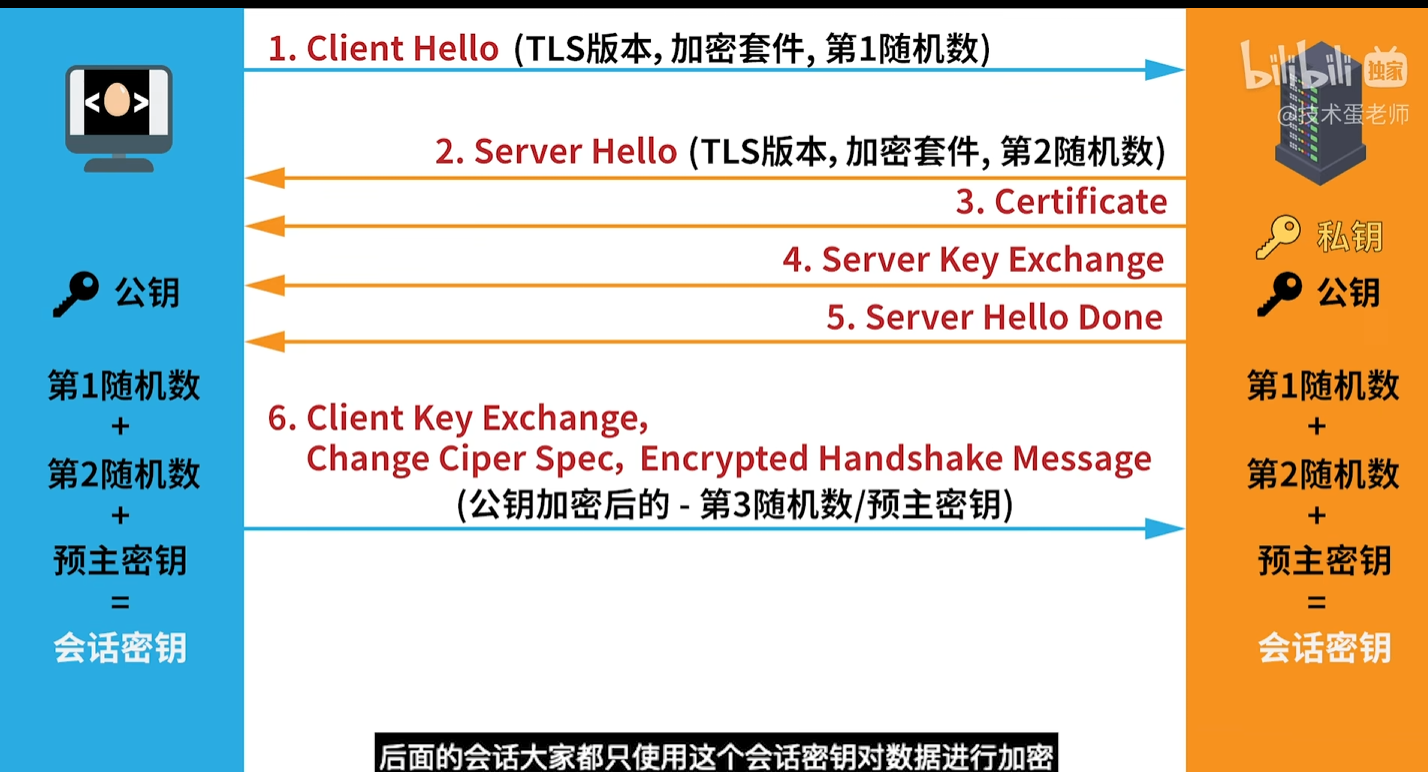 1. Client Hello (TLS版本, 加密套件, 第1随机数)
bilibili 独家
@技术蛋老师
< >
2. Server Hello (TLS版本, 加密套件, 第2随机数)
3. Certificate
私钥
4. Server Key Exchange
公钥
公钥
5. Server Hello Done
第1随机数
+
第2随机数
+
预主密钥
=
会话密钥
6. Client Key Exchange,
Change Ciper Spec, Encrypted Handshake Message
(公钥加密后的 - 第3随机数/预主密钥)
第1随机数
+
第2随机数
+
预主密钥
=
会话密钥
后面的会话大家都只使用这个会话密钥对数据进行加密